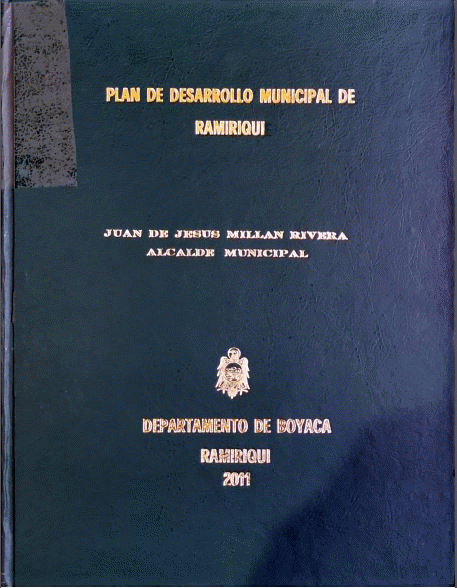 PLAN DE DESARROLLO MUNICIPAL DE
RAMIRIQUI
JUAN DE JESUS MILLAN RIVERA
ALCALDE MUNICIPAL
DEPARTAMENTO DE BOYACA
RAMIRIQUI
2011